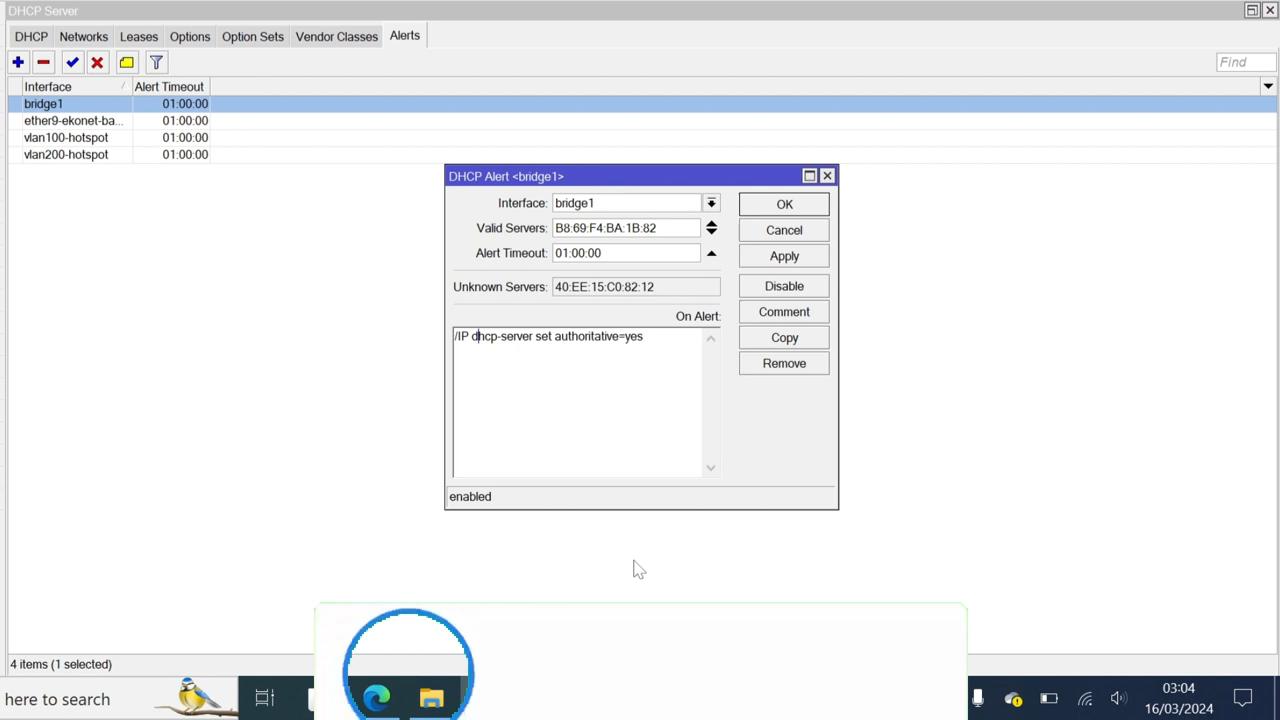 DHCP Server
DHCP Networks Leases Options Option Sets Vendor Classes Alerts
Find
Interface Alert Timeout
bridge1 01:00:00
ether9-ekonet-ba... 01:00:00
vlan100-hotspot 01:00:00
vlan200-hotspot 01:00:00
DHCP Alert <bridge1>
Interface: bridge1
OK
Valid Servers: B8:69:F4:BA:1B:82
Cancel
Alert Timeout: 01:00:00
Apply
Unknown Servers: 40:EE:15:C0:82:12
Disable
On Alert:
Comment
/IP dhcp-server set authoritative=yes
Copy
Remove
enabled
4 items (1 selected)
here to search
03:04
16/03/2024